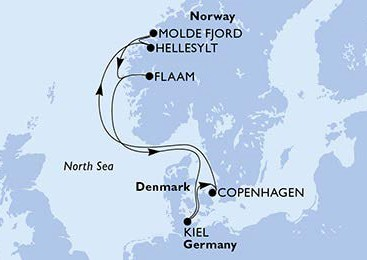 Norway
MOLDE FJORD
HELLESYLT
FLAAM
North Sea
Denmark
COPENHAGEN
KIEL
Germany